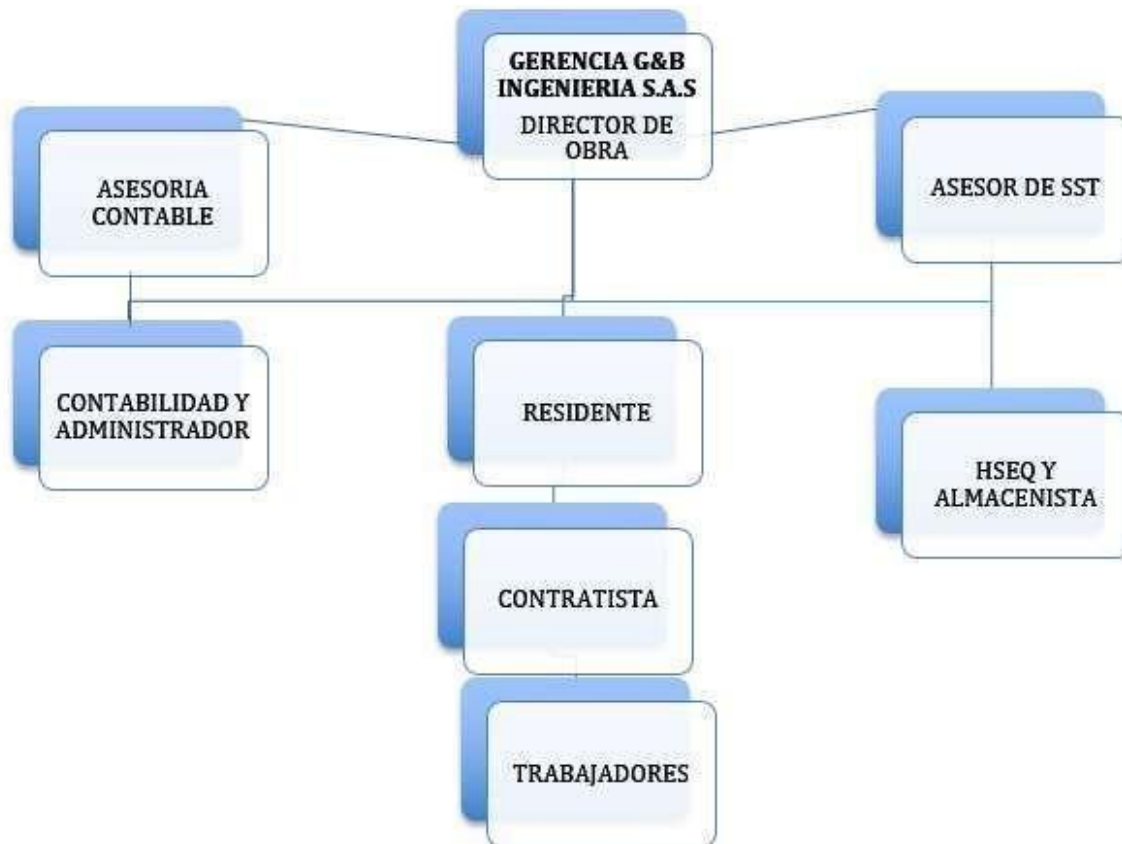 GERENCIA G&B
INGENIERIA S.A.S
DIRECTOR DE
OBRA
ASESORIA
CONTABLE
ASESOR DE SST
CONTABILIDAD Y
ADMINISTRADOR
RESIDENTE
HSEQ Y
ALMACENISTA
CONTRATISTA
TRABAJADORES